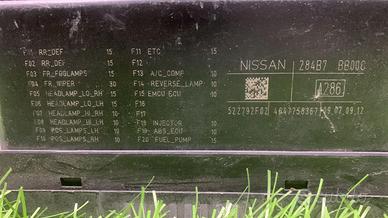 F01 RR_DEF 15
F02 RR_DEF 15
F03 FR_FOGLAMPS 15
F04 FR_WIPER 30
F05 HEADLAMP_LO_RH 15
F06 HEADLAMP_LO_LH 15
F07 HEADLAMP_HI_RH 10
F08 HEADLAMP_HI_LH 10
F09 POS_LAMPS_LH 10
F10 POS_LAMPS_RH 10
F11 ETC 15
F12
F13 A/C_COMP 10
F14 REVERSE_LAMP 10
F15 EMCU ECU 10
F16
F17
F18 INJECTOR 10
F19 ABS_ECU 10
F20 FUEL_PUMP 15
NISSAN 284B7 BB00C
A286
522792F02